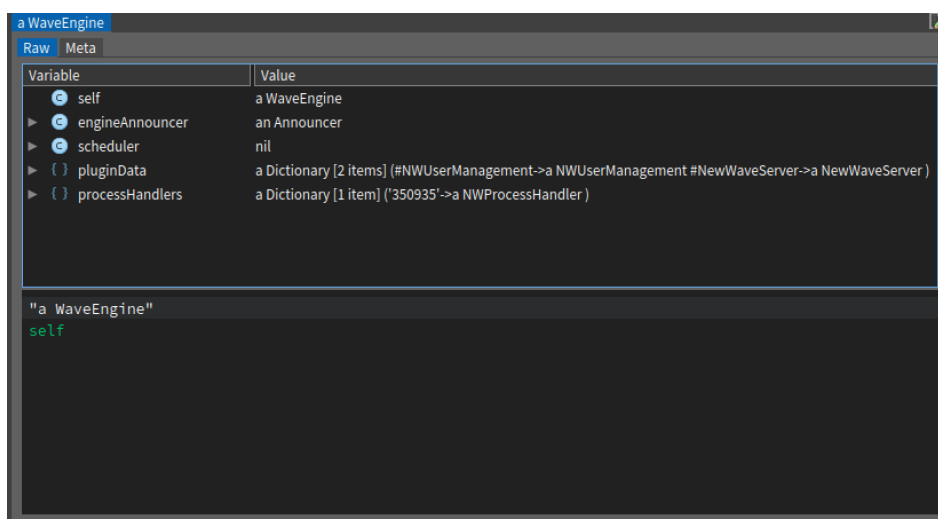 a WaveEngine
Raw Meta
Variable Value
self a WaveEngine
engineAnnouncer an Announcer
scheduler nil
{ } pluginData a Dictionary [2 items] (#NWUserManagement->a NWUserManagement #NewWaveServer->a NewWaveServer )
{ } processHandlers a Dictionary [1 item] ('350935'->a NWProcessHandler )
"a WaveEngine"
self